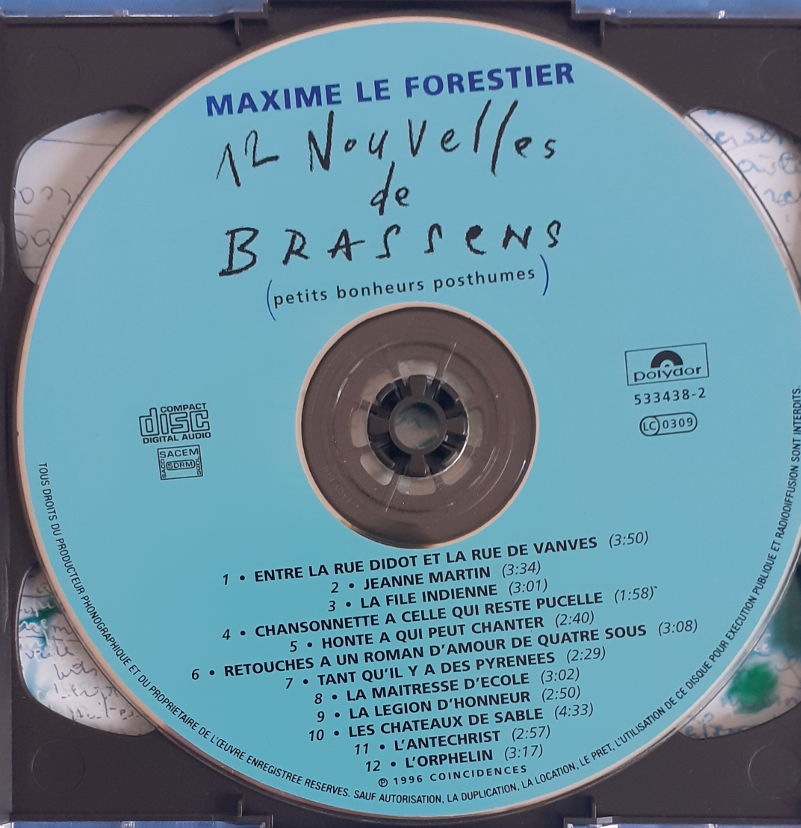 MAXIME LE FORESTIER
12 Nouvelles
de
BRASSENS
(petits bonheurs posthumes)
COMPACT
disc
DIGITAL AUDIO
SACEM
SDRM
polydor
533438-2
LC 0309
1 • ENTRE LA RUE DIDOT ET LA RUE DE VANVES (3:50)
2 • JEANNE MARTIN (3:34)
3 • LA FILE INDIENNE (3:01)
4 • CHANSONNETTE A CELLE QUI RESTE PUCELLE (1:58)
5 • HONTE A QUI PEUT CHANTER (2:40)
6 • RETOUCHES A UN ROMAN D'AMOUR DE QUATRE SOUS (3:08)
7 • TANT QU'IL Y A DES PYRENEES (2:29)
8 • LA MAITRESSE D'ECOLE (3:02)
9 • LA LEGION D'HONNEUR (2:50)
10 • LES CHATEAUX DE SABLE (4:33)
11 • L'ANTECHRIST (2:57)
12 • L'ORPHELIN (3:17)
℗ 1996 COINCIDENCES
TOUS DROITS DU PRODUCTEUR PHONOGRAPHIQUE ET DU PROPRIETAIRE DE L'ŒUVRE ENREGISTREE RESERVES. SAUF AUTORISATION, LA DUPLICATION, LA LOCATION, LE PRET, L'UTILISATION DE CE DISQUE POUR EXECUTION PUBLIQUE ET RADIODIFFUSION SONT INTERDITS